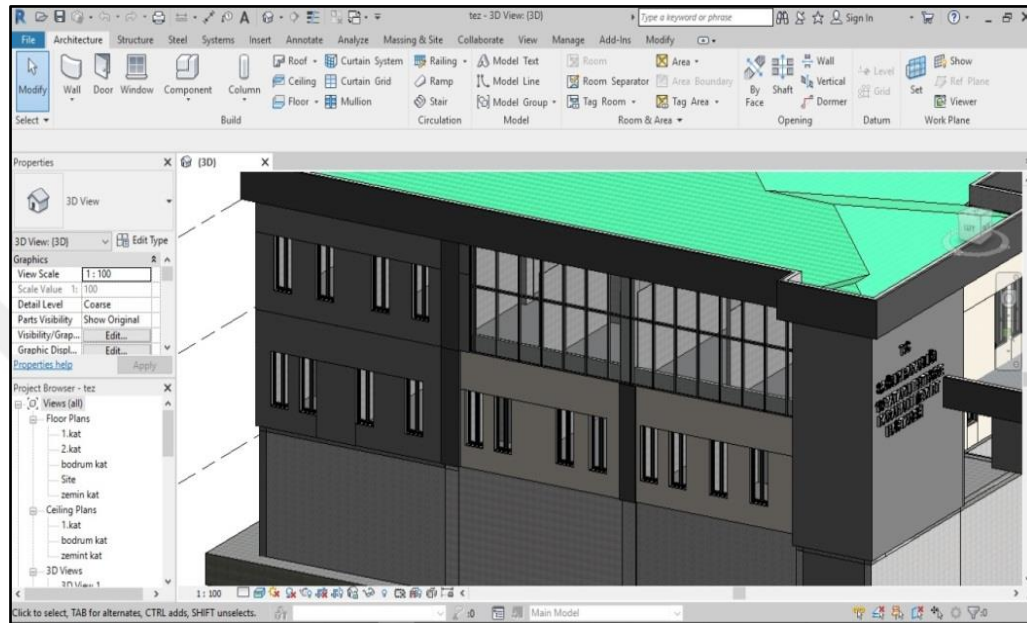 tez - 3D View: {3D}
Type a keyword or phrase
Sign In
File Architecture Structure Steel Systems Insert Annotate Analyze Massing & Site Collaborate View Manage Add-Ins Modify
Modify Wall Door Window Component Column
Roof Curtain System Railing Model Text Room Area Wall Level Show
Ceiling Curtain Grid Ramp Model Line Room Separator Area Boundary By Face Shaft Vertical Grid Set Ref Plane
Floor Mullion Stair Model Group Tag Room Tag Area Dormer Viewer
Select Build Circulation Model Room & Area Opening Datum Work Plane
Properties
{3D}
3D View
3D View: {3D} Edit Type
Graphics
View Scale 1 : 100
Scale Value 1: 100
Detail Level Coarse
Parts Visibility Show Original
Visibility/Grap... Edit...
Graphic Displ... Edit...
Properties help Apply
Project Browser - tez
Views (all)
Floor Plans
1.kat
2.kat
bodrum kat
Site
zemin kat
Ceiling Plans
1.kat
bodrum kat
zemint kat
3D Views
3D View 1
1 : 100
Click to select, TAB for alternates, CTRL adds, SHIFT unselects.
:0 Main Model :0